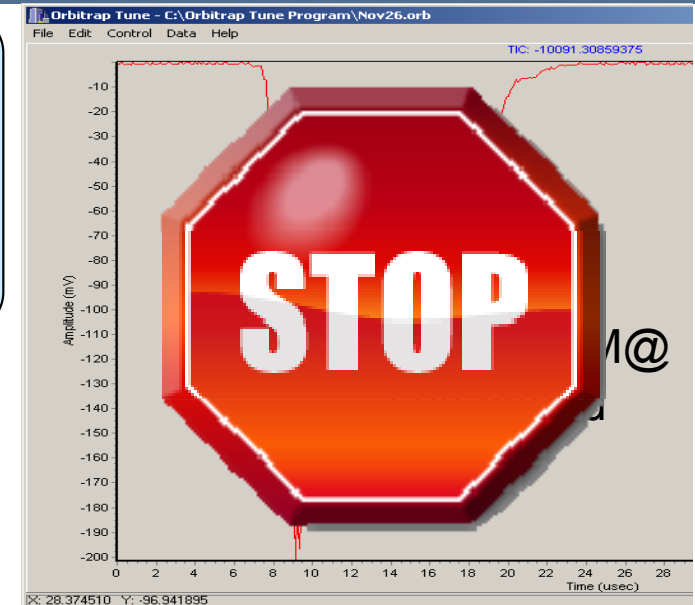 Orbitrap Tune - C:\Orbitrap Tune Program\Nov26.orb
File Edit Control Data Help
TIC: -10091.30859375
-10
-20
-30
-40
-50
-60
-70
-80
-90
-100
-110
-120
-130
-140
-150
-160
-170
-180
-190
-200
Amplitude (mV)
STOP
M@
0 2 4 6 8 10 12 14 16 18 20 22 24 26 28
Time (usec)
X: 28.374510 Y: -96.941895